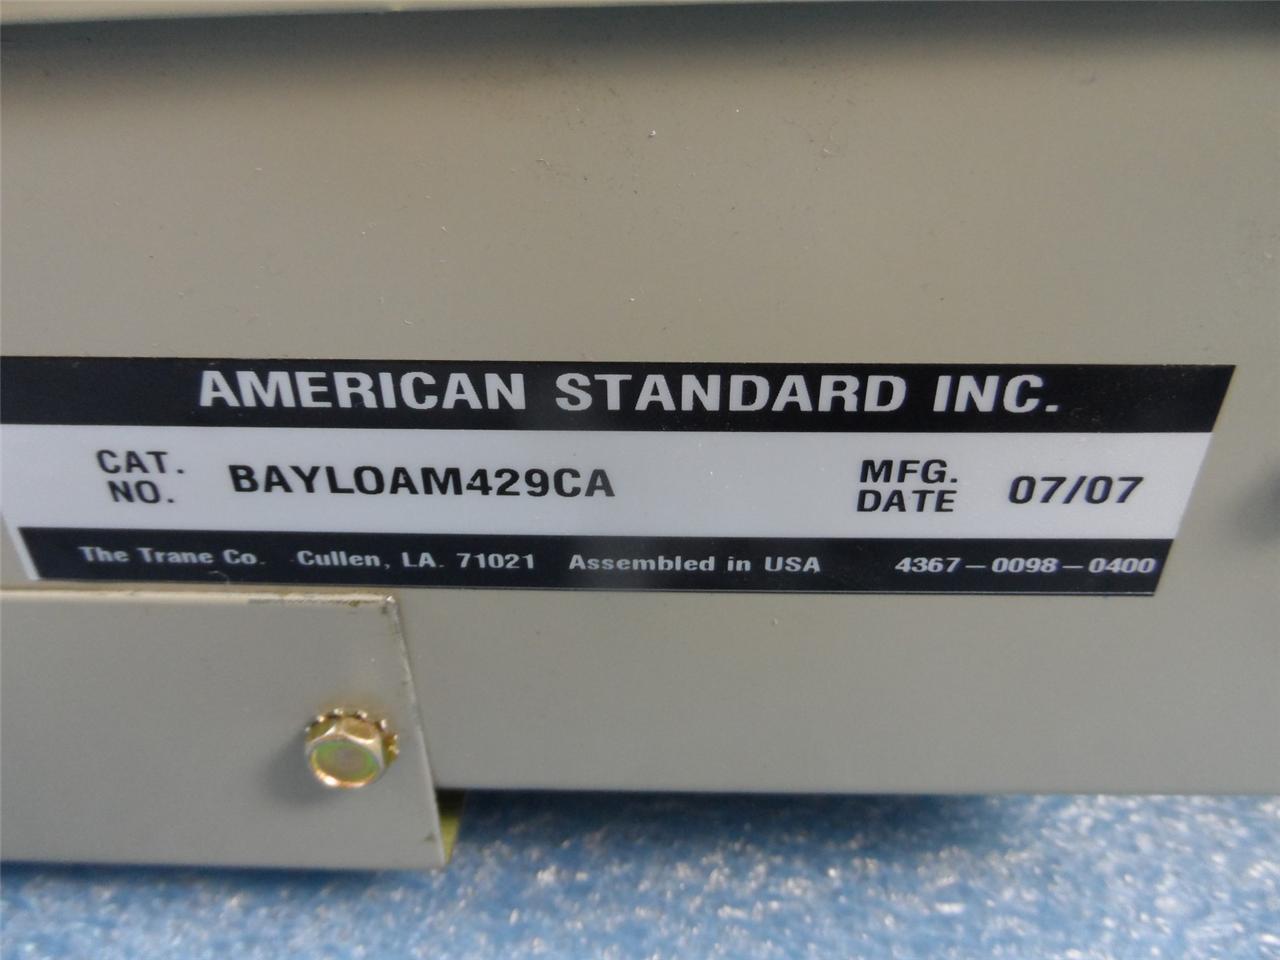 AMERICAN STANDARD INC.
CAT. NO. BAYLOAM429CA MFG. DATE 07/07
The Trane Co. Cullen, LA. 71021 Assembled in USA 4367-0098-0400